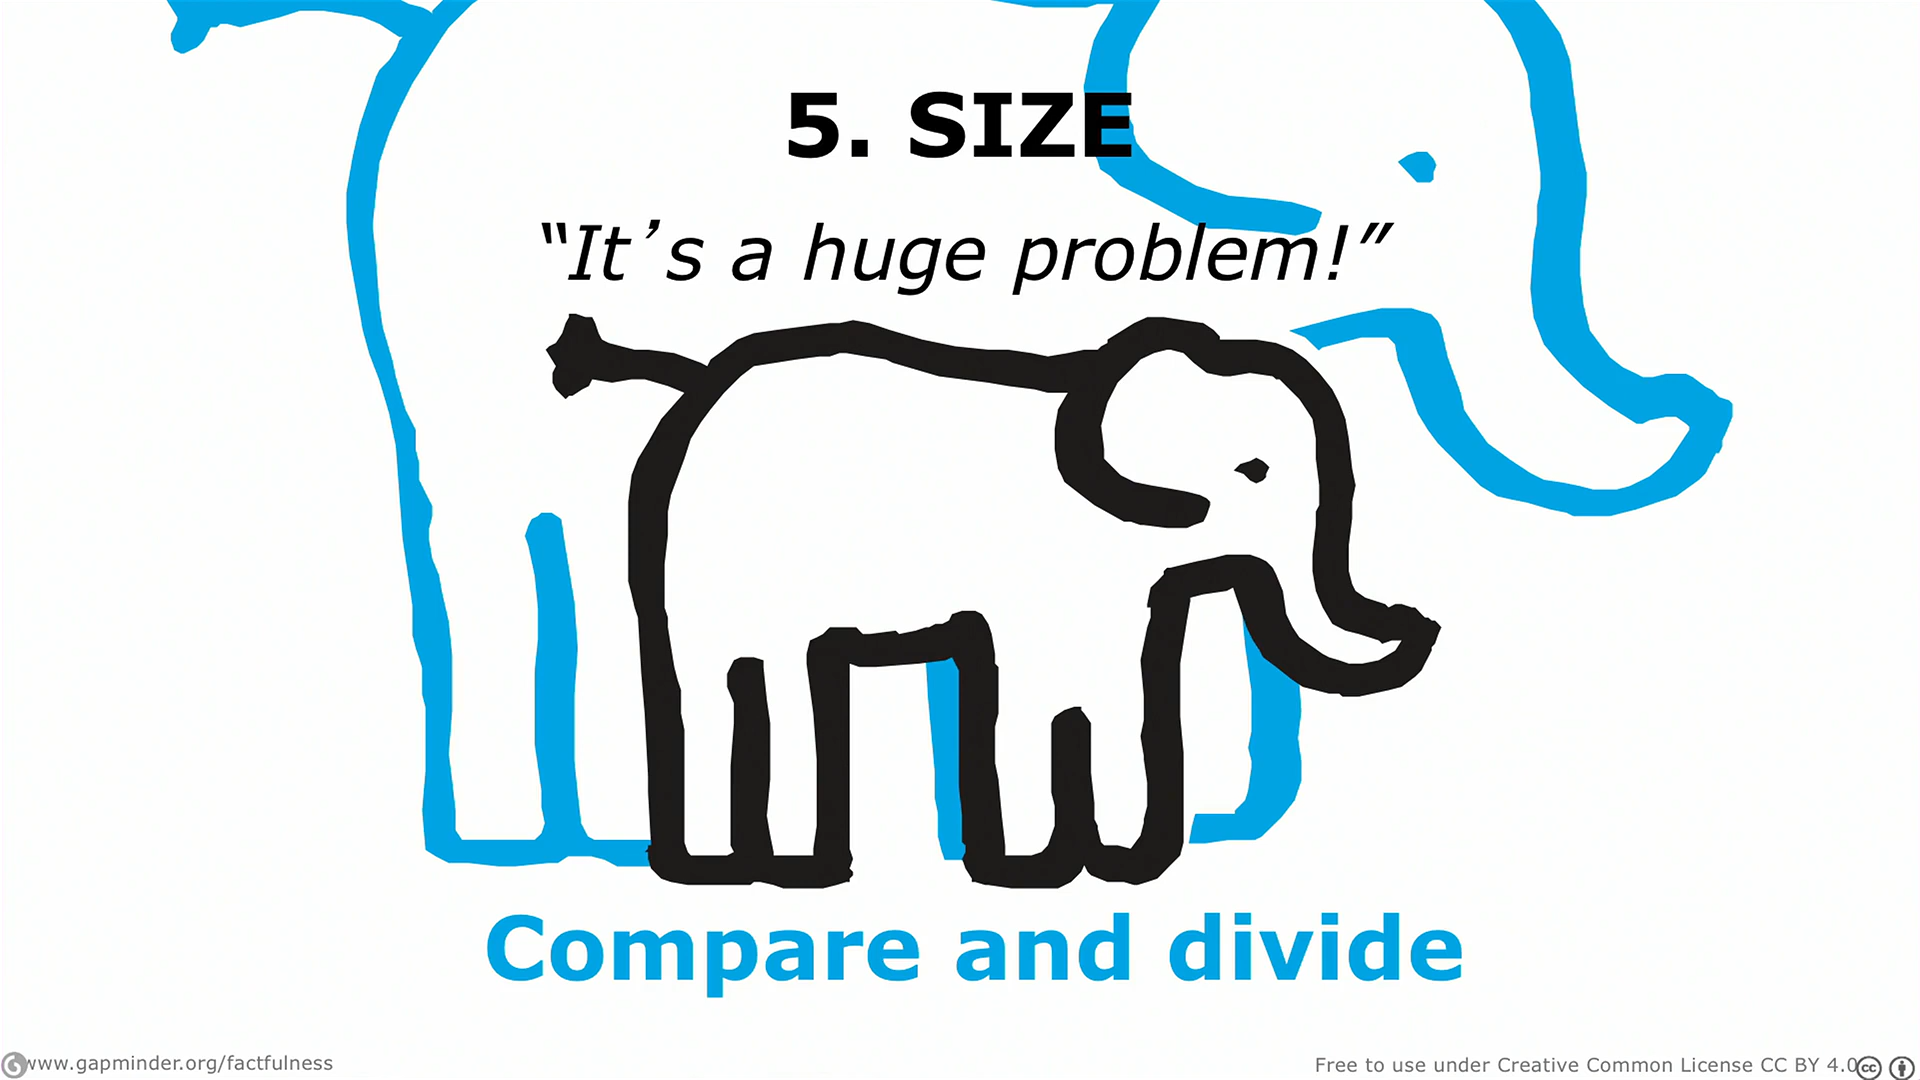 5. SIZE
“It’s a huge problem!”
Compare and divide
www.gapminder.org/factfulness
Free to use under Creative Common License CC BY 4.0